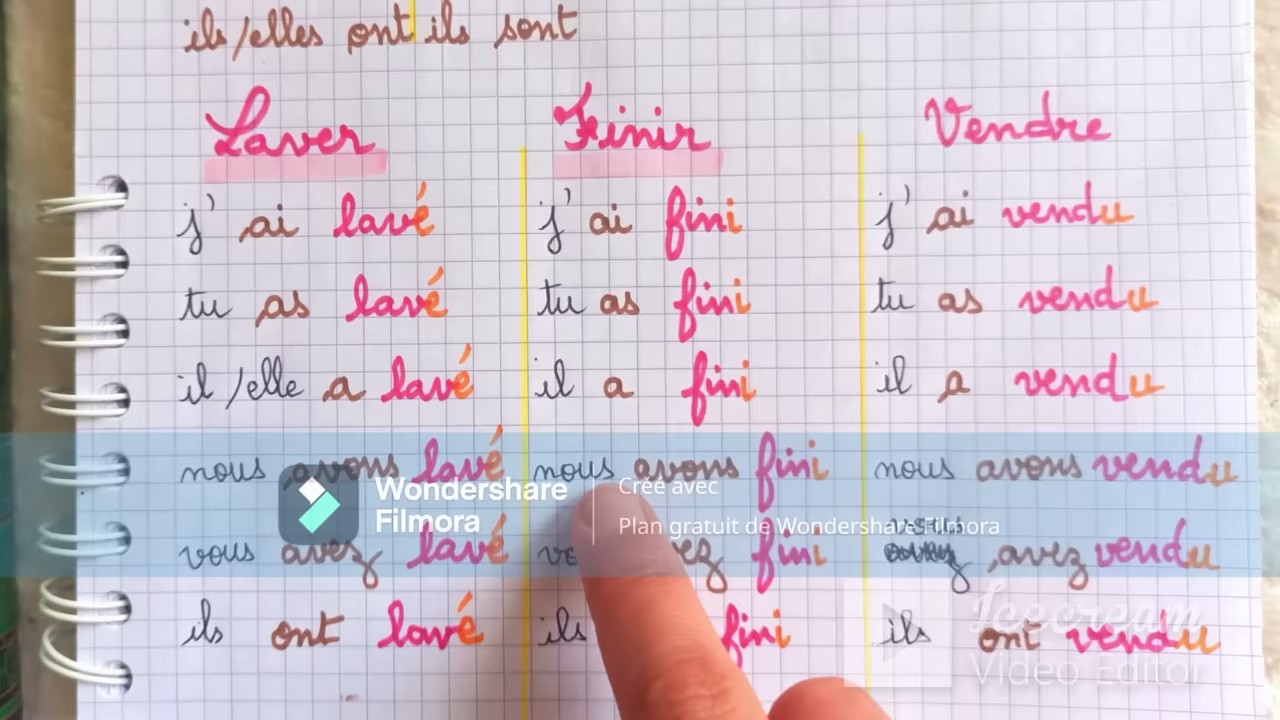 ils/elles ont ils sont
Laver Finir Vendre
j'ai lavé j'ai fini j'ai vendu
tu as lavé tu as fini tu as vendu
il/elle a lavé il a fini il a vendu
nous avons lavé nous avons fini nous avons vendu
vous avez lavé fini vous avez vendu
ils ont lavé ils fini ils ont vendu
Wondershare
Filmora
Créé avec
Plan gratuit de Wondershare Filmora
Icecream
Video Editor